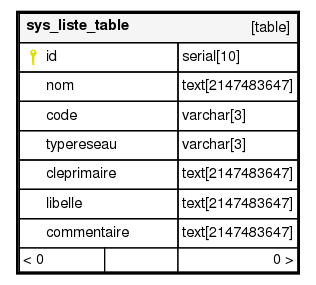 sys_liste_table [table]
id serial[10]
nom text[2147483647]
code varchar[3]
typereseau varchar[3]
cleprimaire text[2147483647]
libelle text[2147483647]
commentaire text[2147483647]
< 0 0 >